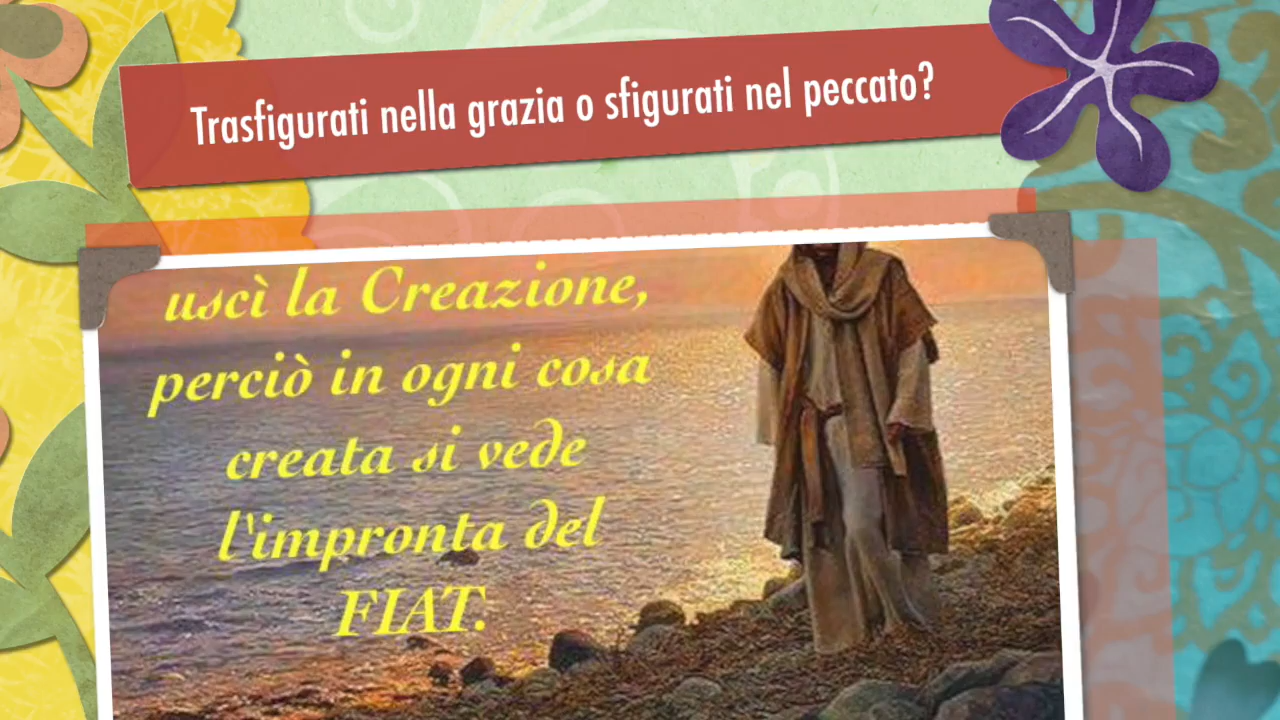 Trasfigurati nella grazia o sfigurati nel peccato?
uscì la Creazione,
perciò in ogni cosa
creata si vede
l'impronta del
FIAT.